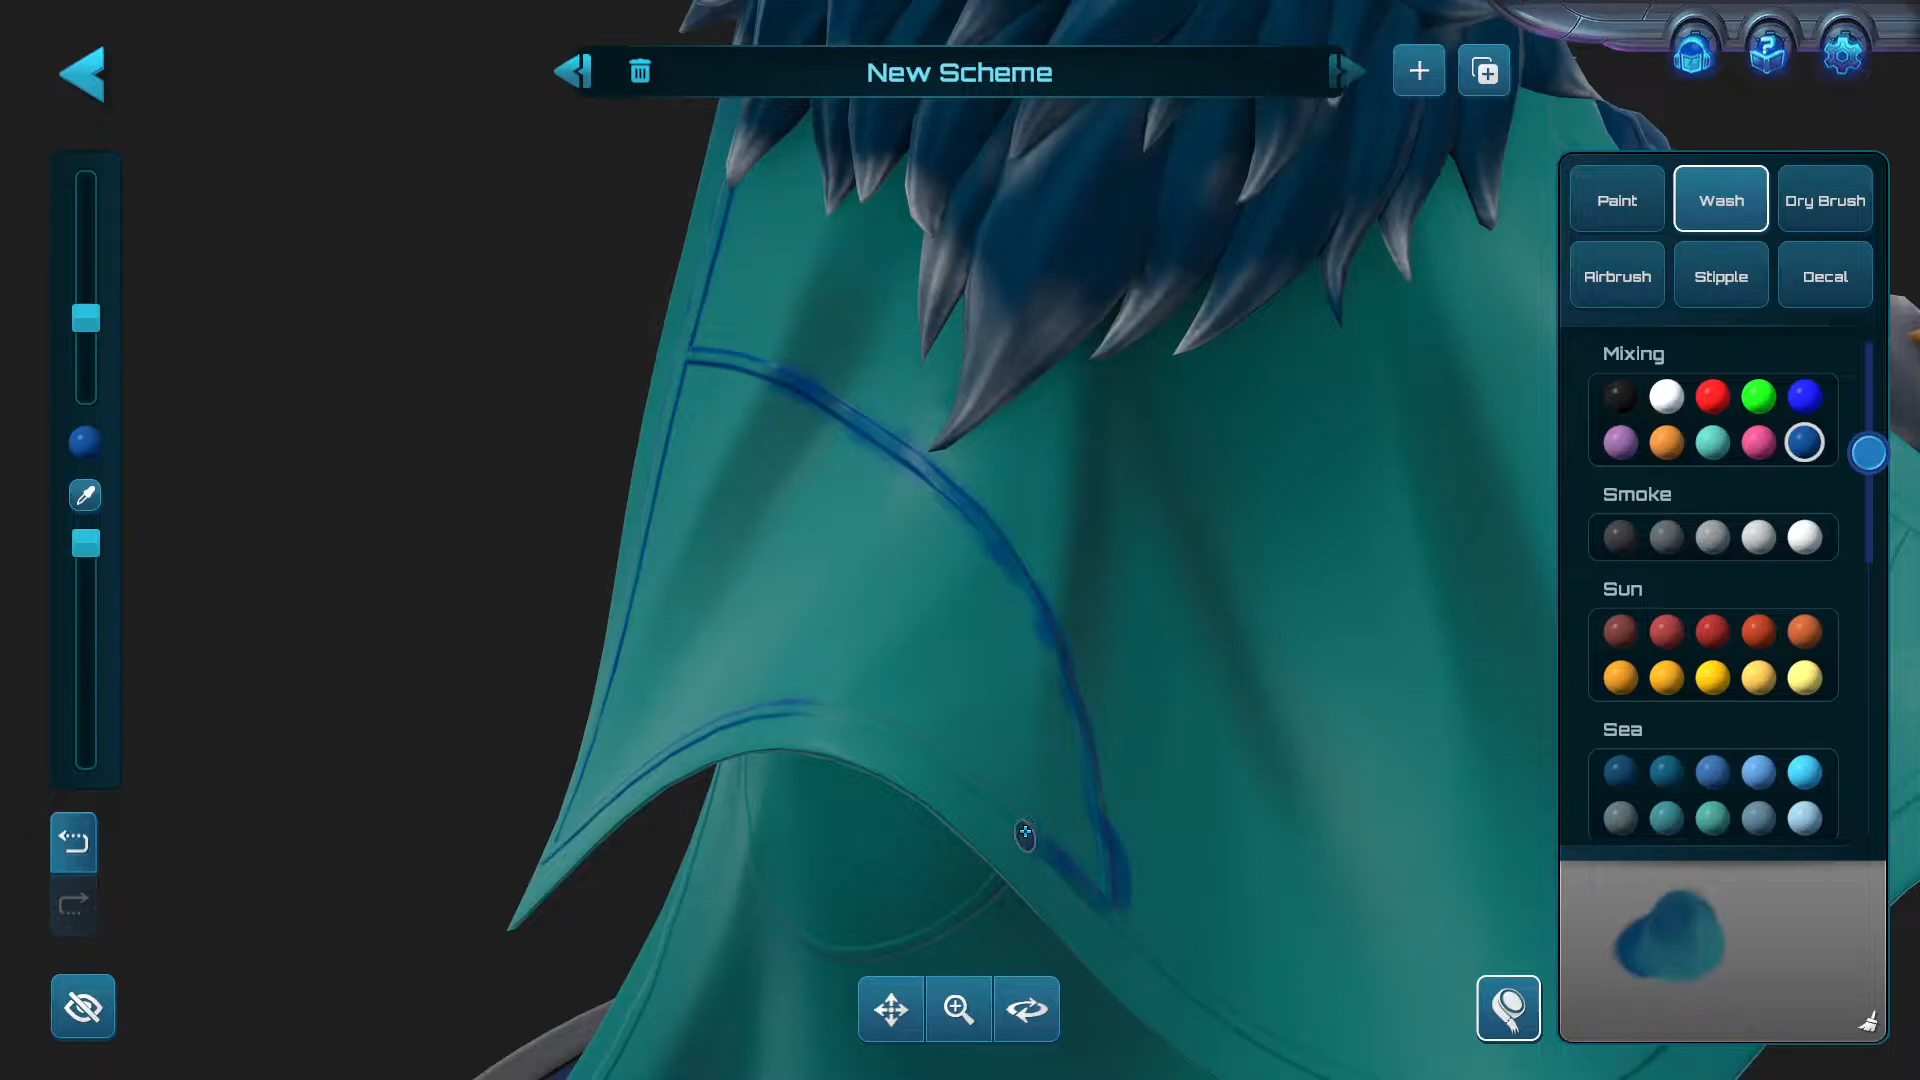 New Scheme
Paint
Wash
Dry Brush
Airbrush
Stipple
Decal
Mixing
Smoke
Sun
Sea